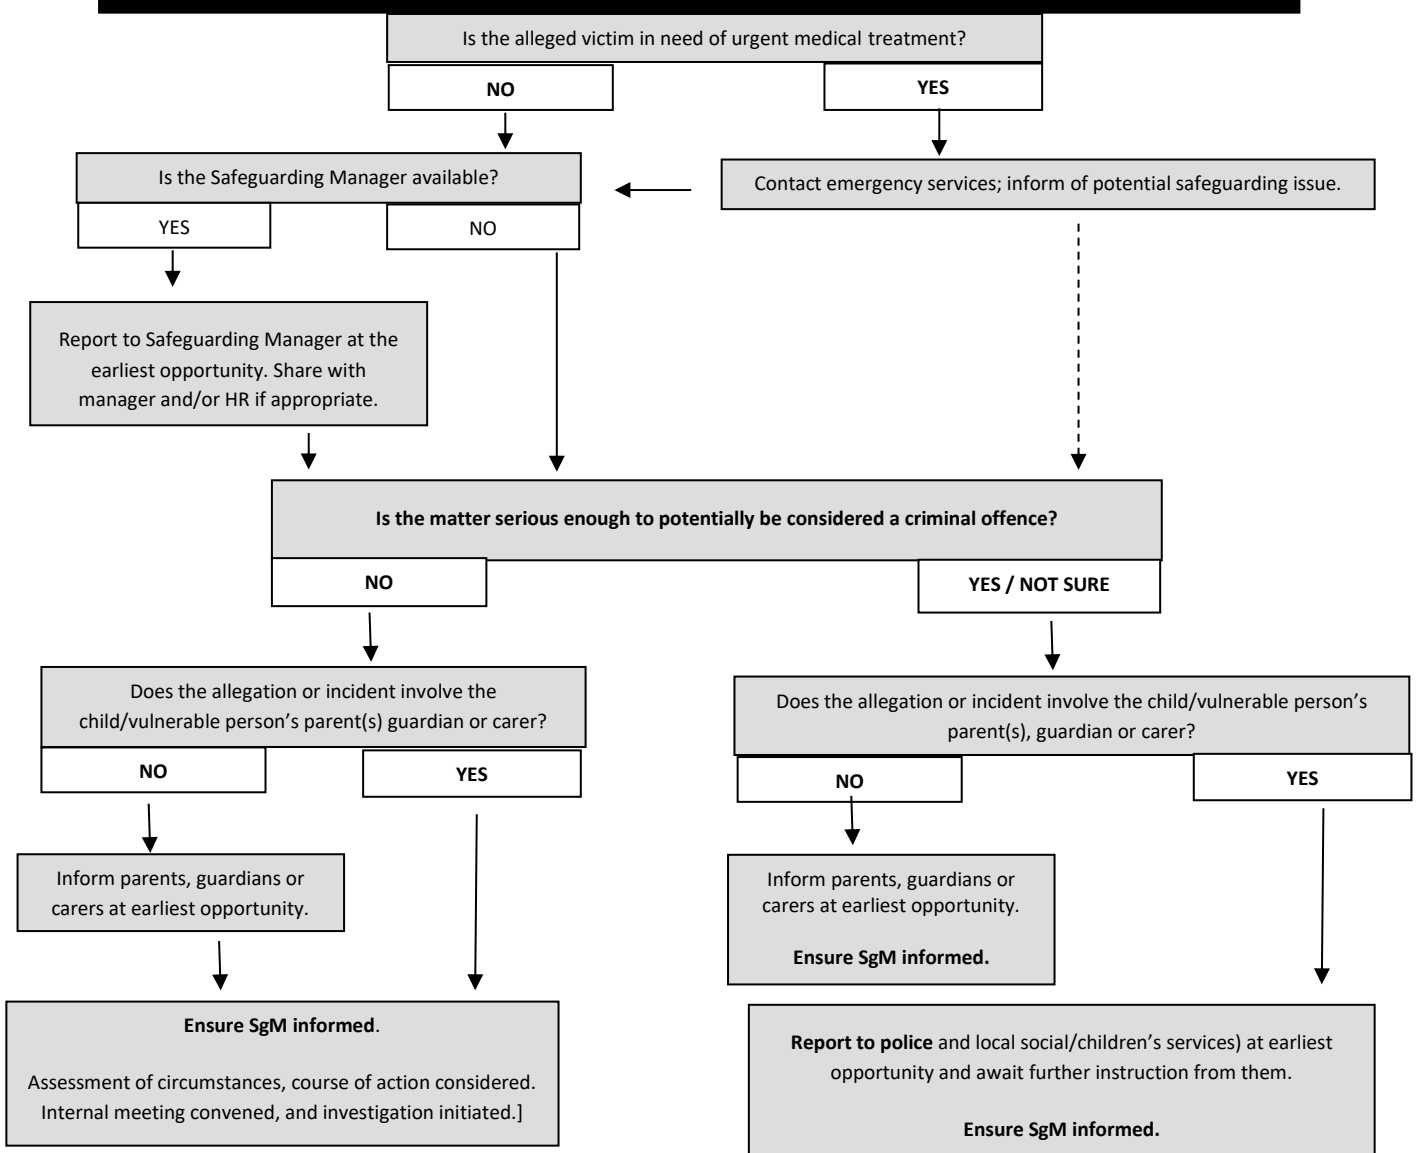 Is the alleged victim in need of urgent medical treatment?
NO
YES
Is the Safeguarding Manager available?
YES
NO
Contact emergency services; inform of potential safeguarding issue.
Report to Safeguarding Manager at the
earliest opportunity. Share with
manager and/or HR if appropriate.
Is the matter serious enough to potentially be considered a criminal offence?
NO
YES / NOT SURE
Does the allegation or incident involve the
child/vulnerable person's parent(s) guardian or carer?
NO
YES
Does the allegation or incident involve the child/vulnerable person's
parent(s), guardian or carer?
NO
YES
Inform parents, guardians or
carers at earliest opportunity.
Inform parents, guardians or
carers at earliest opportunity.
Ensure SgM informed.
Ensure SgM informed.
Assessment of circumstances, course of action considered.
Internal meeting convened, and investigation initiated.]
Report to police and local social/children's services) at earliest
opportunity and await further instruction from them.
Ensure SgM informed.